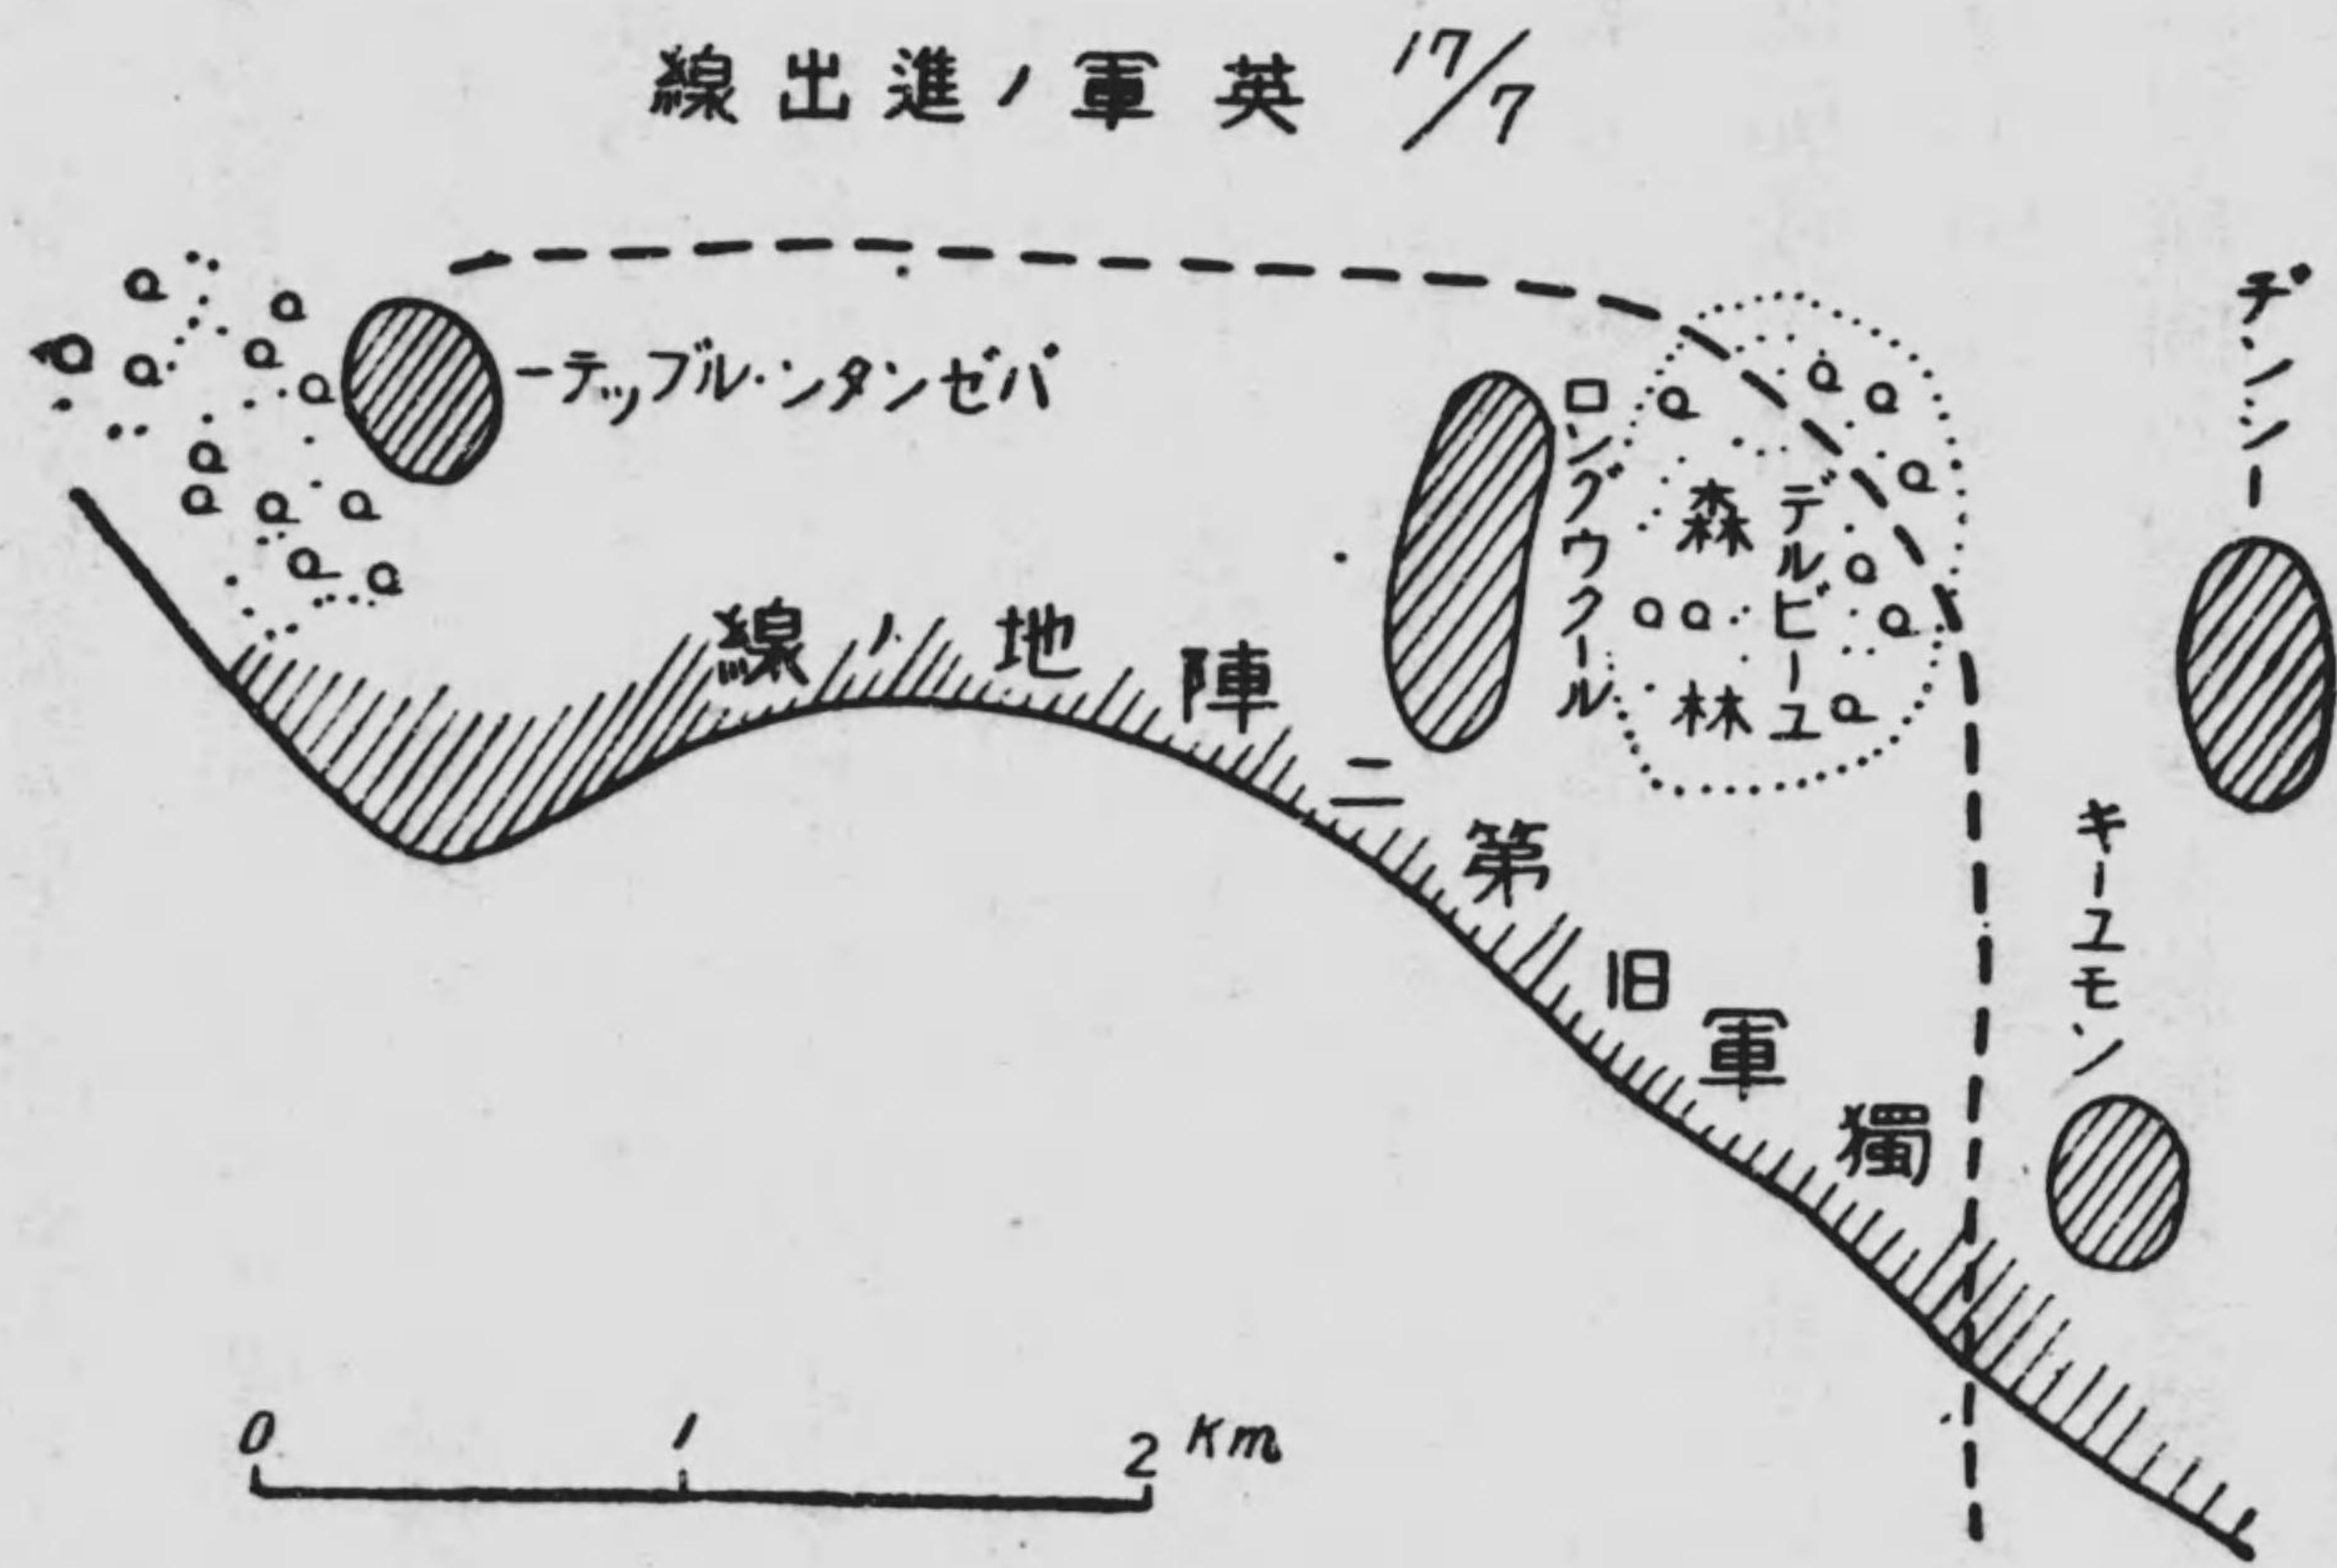 17/7 英軍ノ進出線
バゼンタン・ルプッテー
ロングウクール
デルビーユ
森林
ヂンシー
キーユモン
獨軍旧第二陣地ノ線
0 1 2 Km